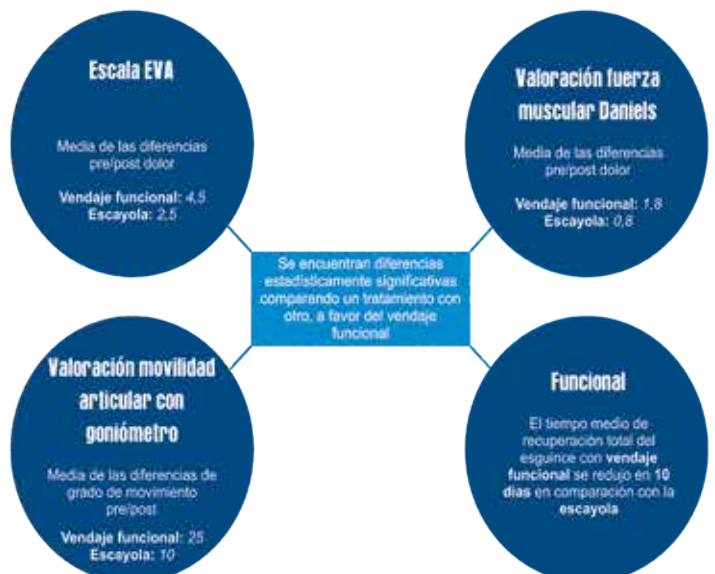 Escala EVA
Media de las diferencias
pre/post dolor
Vendaje funcional: 4,5
Escayola: 2,5
Valoración fuerza
muscular Daniels
Media de las diferencias
pre/post dolor
Vendaje funcional: 1,8
Escayola: 0,8
Se encuentran diferencias
estadísticamente significativas
comparando un tratamiento con
otro, a favor del vendaje
funcional
Valoración movilidad
articular con
goniómetro
Media de las diferencias de
grado de movimiento
pre/post
Vendaje funcional: 25
Escayola: 10
Funcional
El tiempo medio de
recuperación total del
esguince con vendaje
funcional se redujo en 10
días en comparación con la
escayola